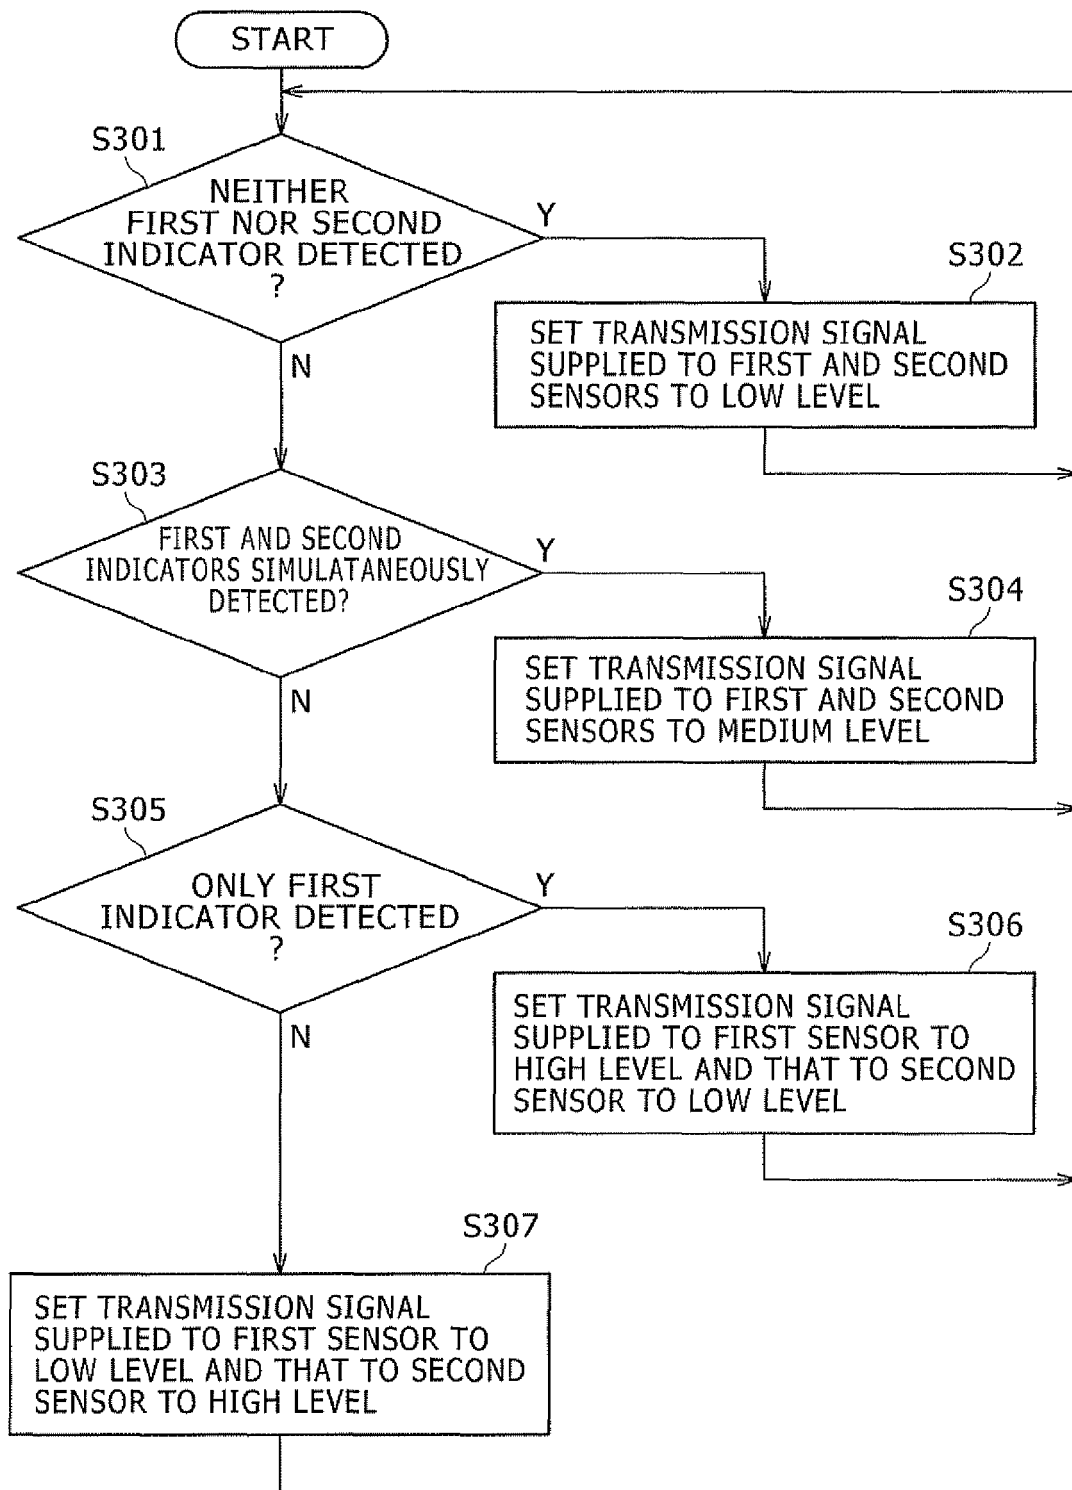 START
S301
NEITHER
FIRST NOR SECOND
INDICATOR DETECTED
?
Y
N
S302
SET TRANSMISSION SIGNAL
SUPPLIED TO FIRST AND SECOND
SENSORS TO LOW LEVEL
S303
FIRST AND SECOND
INDICATORS SIMULATANEOUSLY
DETECTED?
Y
N
S304
SET TRANSMISSION SIGNAL
SUPPLIED TO FIRST AND SECOND
SENSORS TO MEDIUM LEVEL
S305
ONLY FIRST
INDICATOR DETECTED
?
Y
N
S306
SET TRANSMISSION SIGNAL
SUPPLIED TO FIRST SENSOR TO
HIGH LEVEL AND THAT TO SECOND
SENSOR TO LOW LEVEL
S307
SET TRANSMISSION SIGNAL
SUPPLIED TO FIRST SENSOR TO
LOW LEVEL AND THAT TO SECOND
SENSOR TO HIGH LEVEL